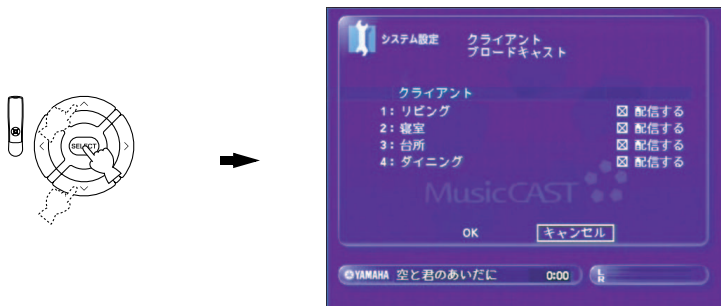 SELECT
システム設定
クライアント
ブロードキャスト
クライアント
1: リビング ☒ 配信する
2: 寝室 ☒ 配信する
3: 台所 ☒ 配信する
4: ダイニング ☒ 配信する
MusicCAST
OK キャンセル
YAMAHA 空と君のあいだに 0:00 L
R